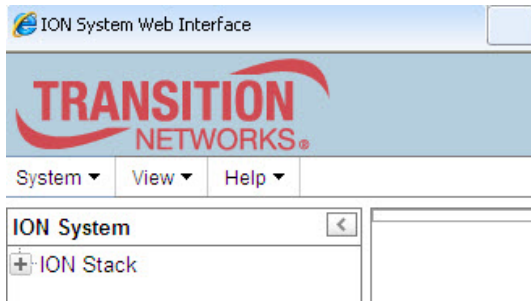 ION System Web Interface
TRANSITION
NETWORKS®
System ▼ View ▼ Help ▼
ION System <
+ ION Stack